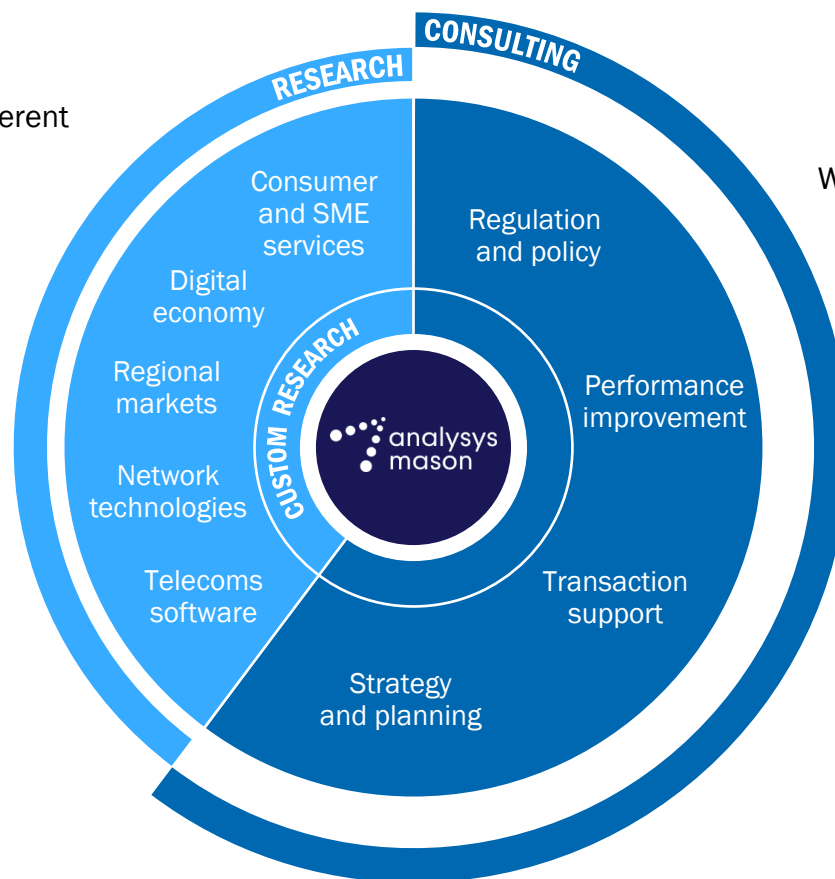 CONSULTING
RESEARCH
erent
W
Consumer
and SME
services
Regulation
and policy
Digital
economy
CUSTOM RESEARCH
Regional
markets
Performance
improvement
analysys
mason
Network
technologies
Telecoms
software
Transaction
support
Strategy
and planning